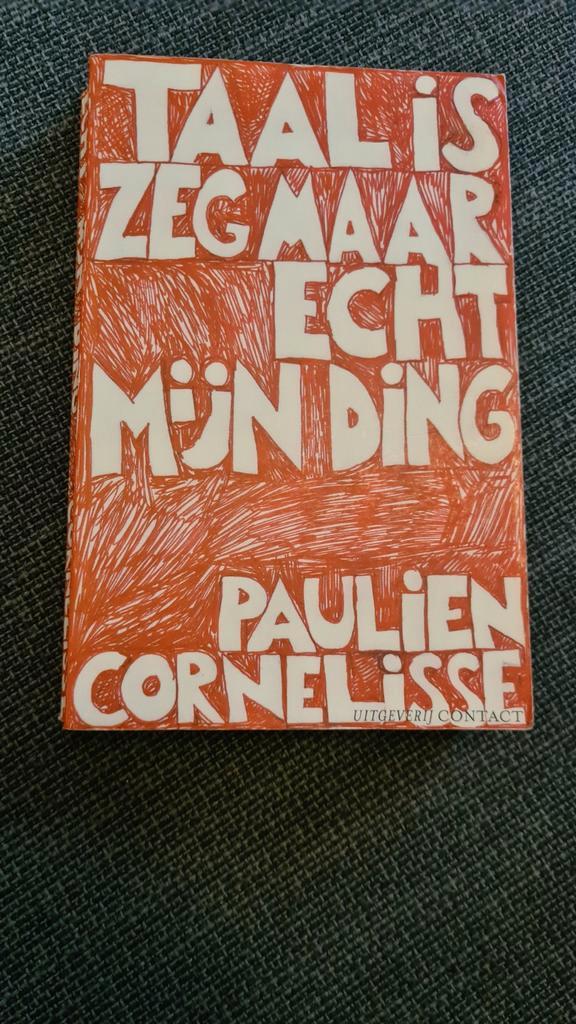 TAAL iS
ZEG MAAR
ECHT
MijN DiNG
PAULiEN
CORNELiSSE
UITGEVERIJ CONTACT